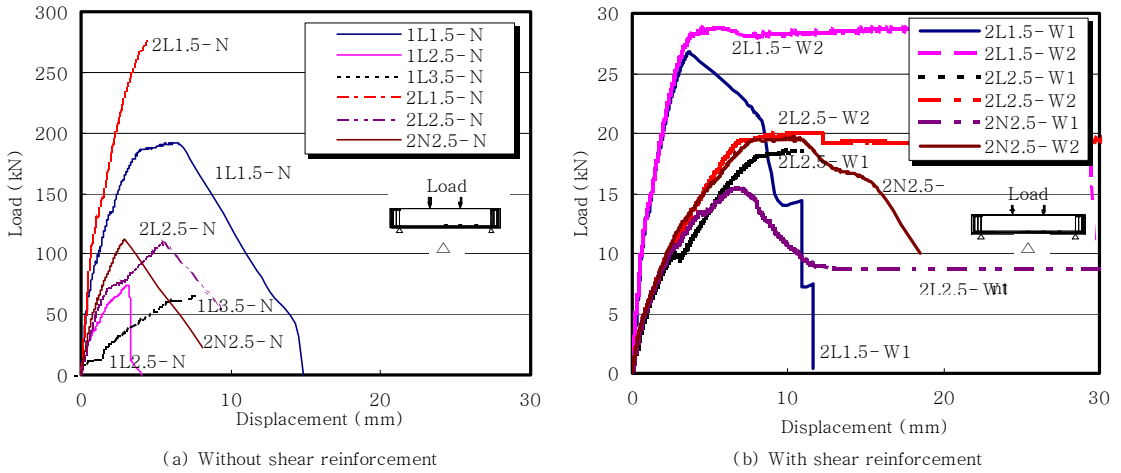 300
250
200
150
100
50
0
Load (kN)
0
10
20
30
Displacement (mm)
1L1.5-N
1L2.5-N
1L3.5-N
2L1.5-N
2L2.5-N
2N2.5-N
2L1.5-N
1L1.5-N
2L2.5-N
1L3.5-N
2N2.5-N
1L2.5-N
Load
△
(a) Without shear reinforcement
30
25
20
15
10
5
0
Load (kN)
0
10
20
30
Displacement (mm)
2L1.5-W1
2L1.5-W2
2L2.5-W1
2L2.5-W2
2N2.5-W1
2N2.5-W2
2L1.5-W2
2L2.5-W2
2L2.5-W1
2N2.5-
2L1.5-W1
Load
△
(b) With shear reinforcement